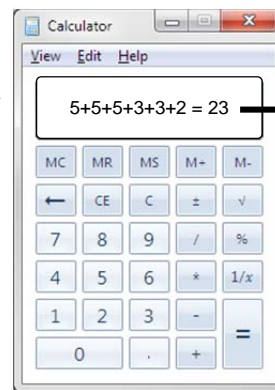 Calculator
View Edit Help
5+5+5+3+3+2 = 23
MC MR MS M+ M-
← CE C ± √
7 8 9 / %
4 5 6 * 1/x
1 2 3 - =
0 . +